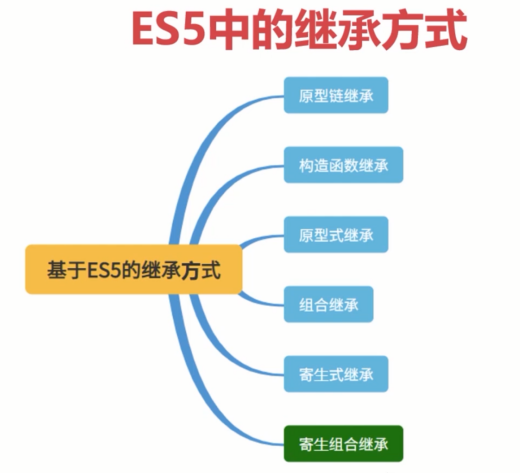 ES5中的继承方式
原型链继承
构造函数继承
原型式继承
基于ES5的继承方式
组合继承
寄生式继承
寄生组合继承